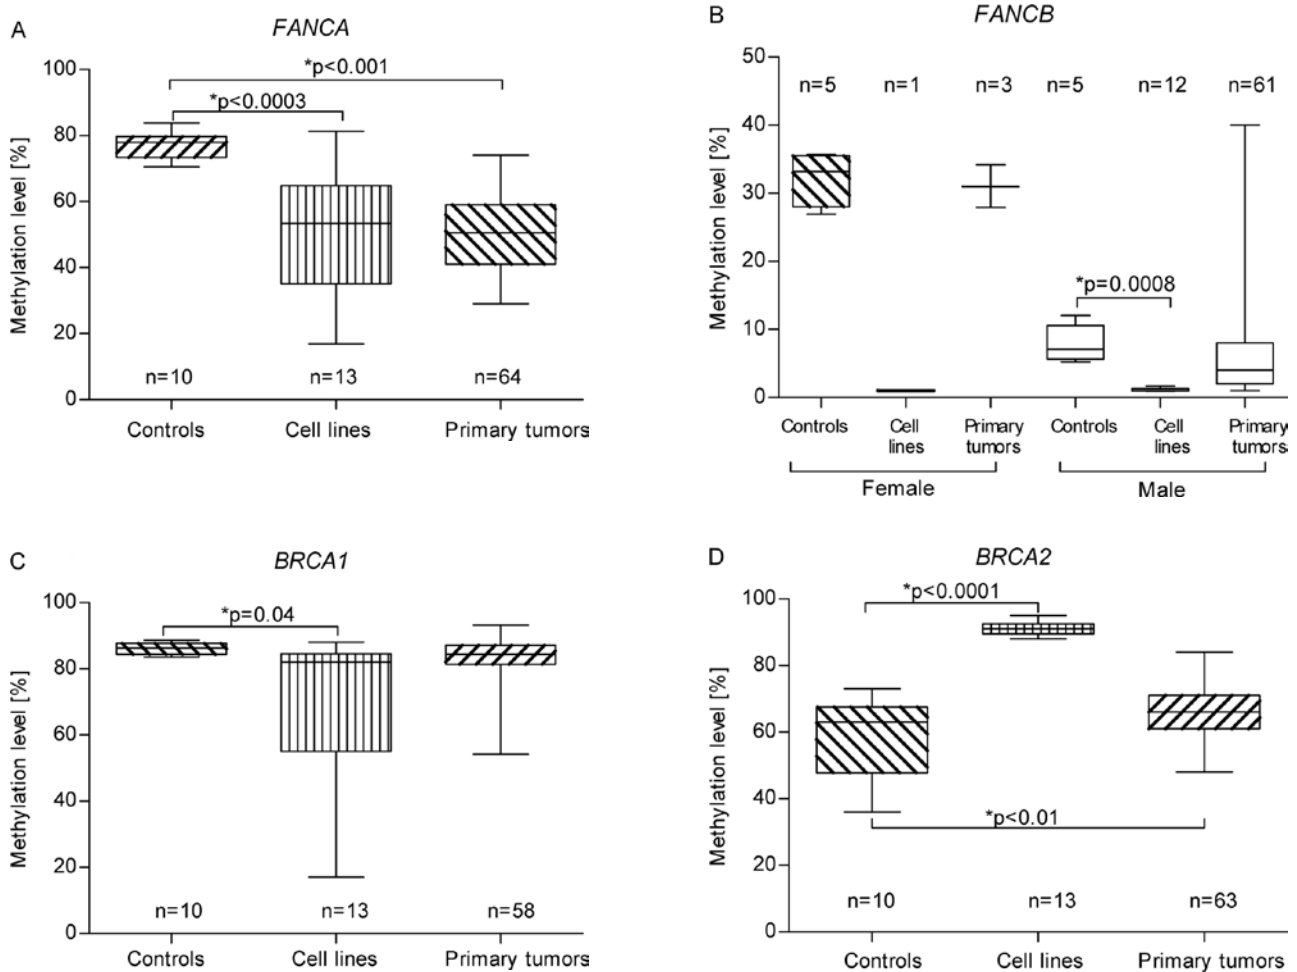 A
FANCA
100
80
60
40
20
0
Methylation level [%]
*p<0.001
*p<0.0003
n=10
n=13
n=64
Controls
Cell lines
Primary tumors
B
FANCB
50
40
30
20
10
0
Methylation level [%]
n=5
n=1
n=3
n=5
n=12
n=61
*p=0.0008
Controls
Cell
lines
Primary
tumors
Controls
Cell
lines
Primary
tumors
Female
Male
C
BRCA1
100
80
60
40
20
0
Methylation level [%]
*p=0.04
n=10
n=13
n=58
Controls
Cell lines
Primary tumors
D
BRCA2
100
80
60
40
20
0
Methylation level [%]
*p<0.0001
*p<0.01
n=10
n=13
n=63
Controls
Cell lines
Primary tumors